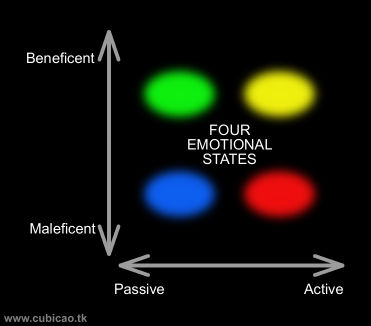 Beneficent
FOUR
EMOTIONAL
STATES
Maleficent
Passive
Active
www.cubicao.tk